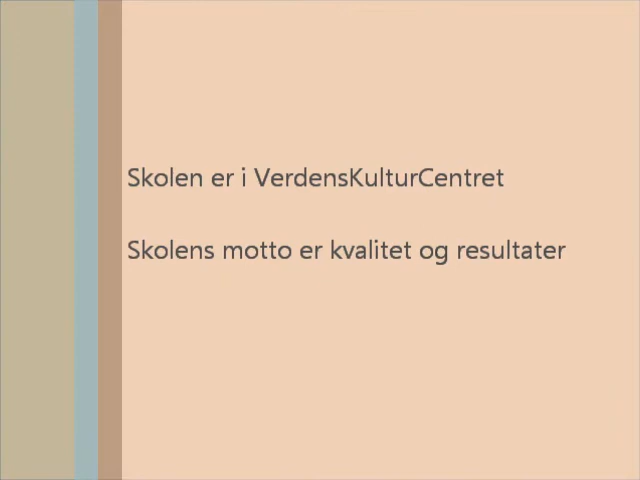 Skolen er i VerdensKulturCentret
Skolens motto er kvalitet og resultater